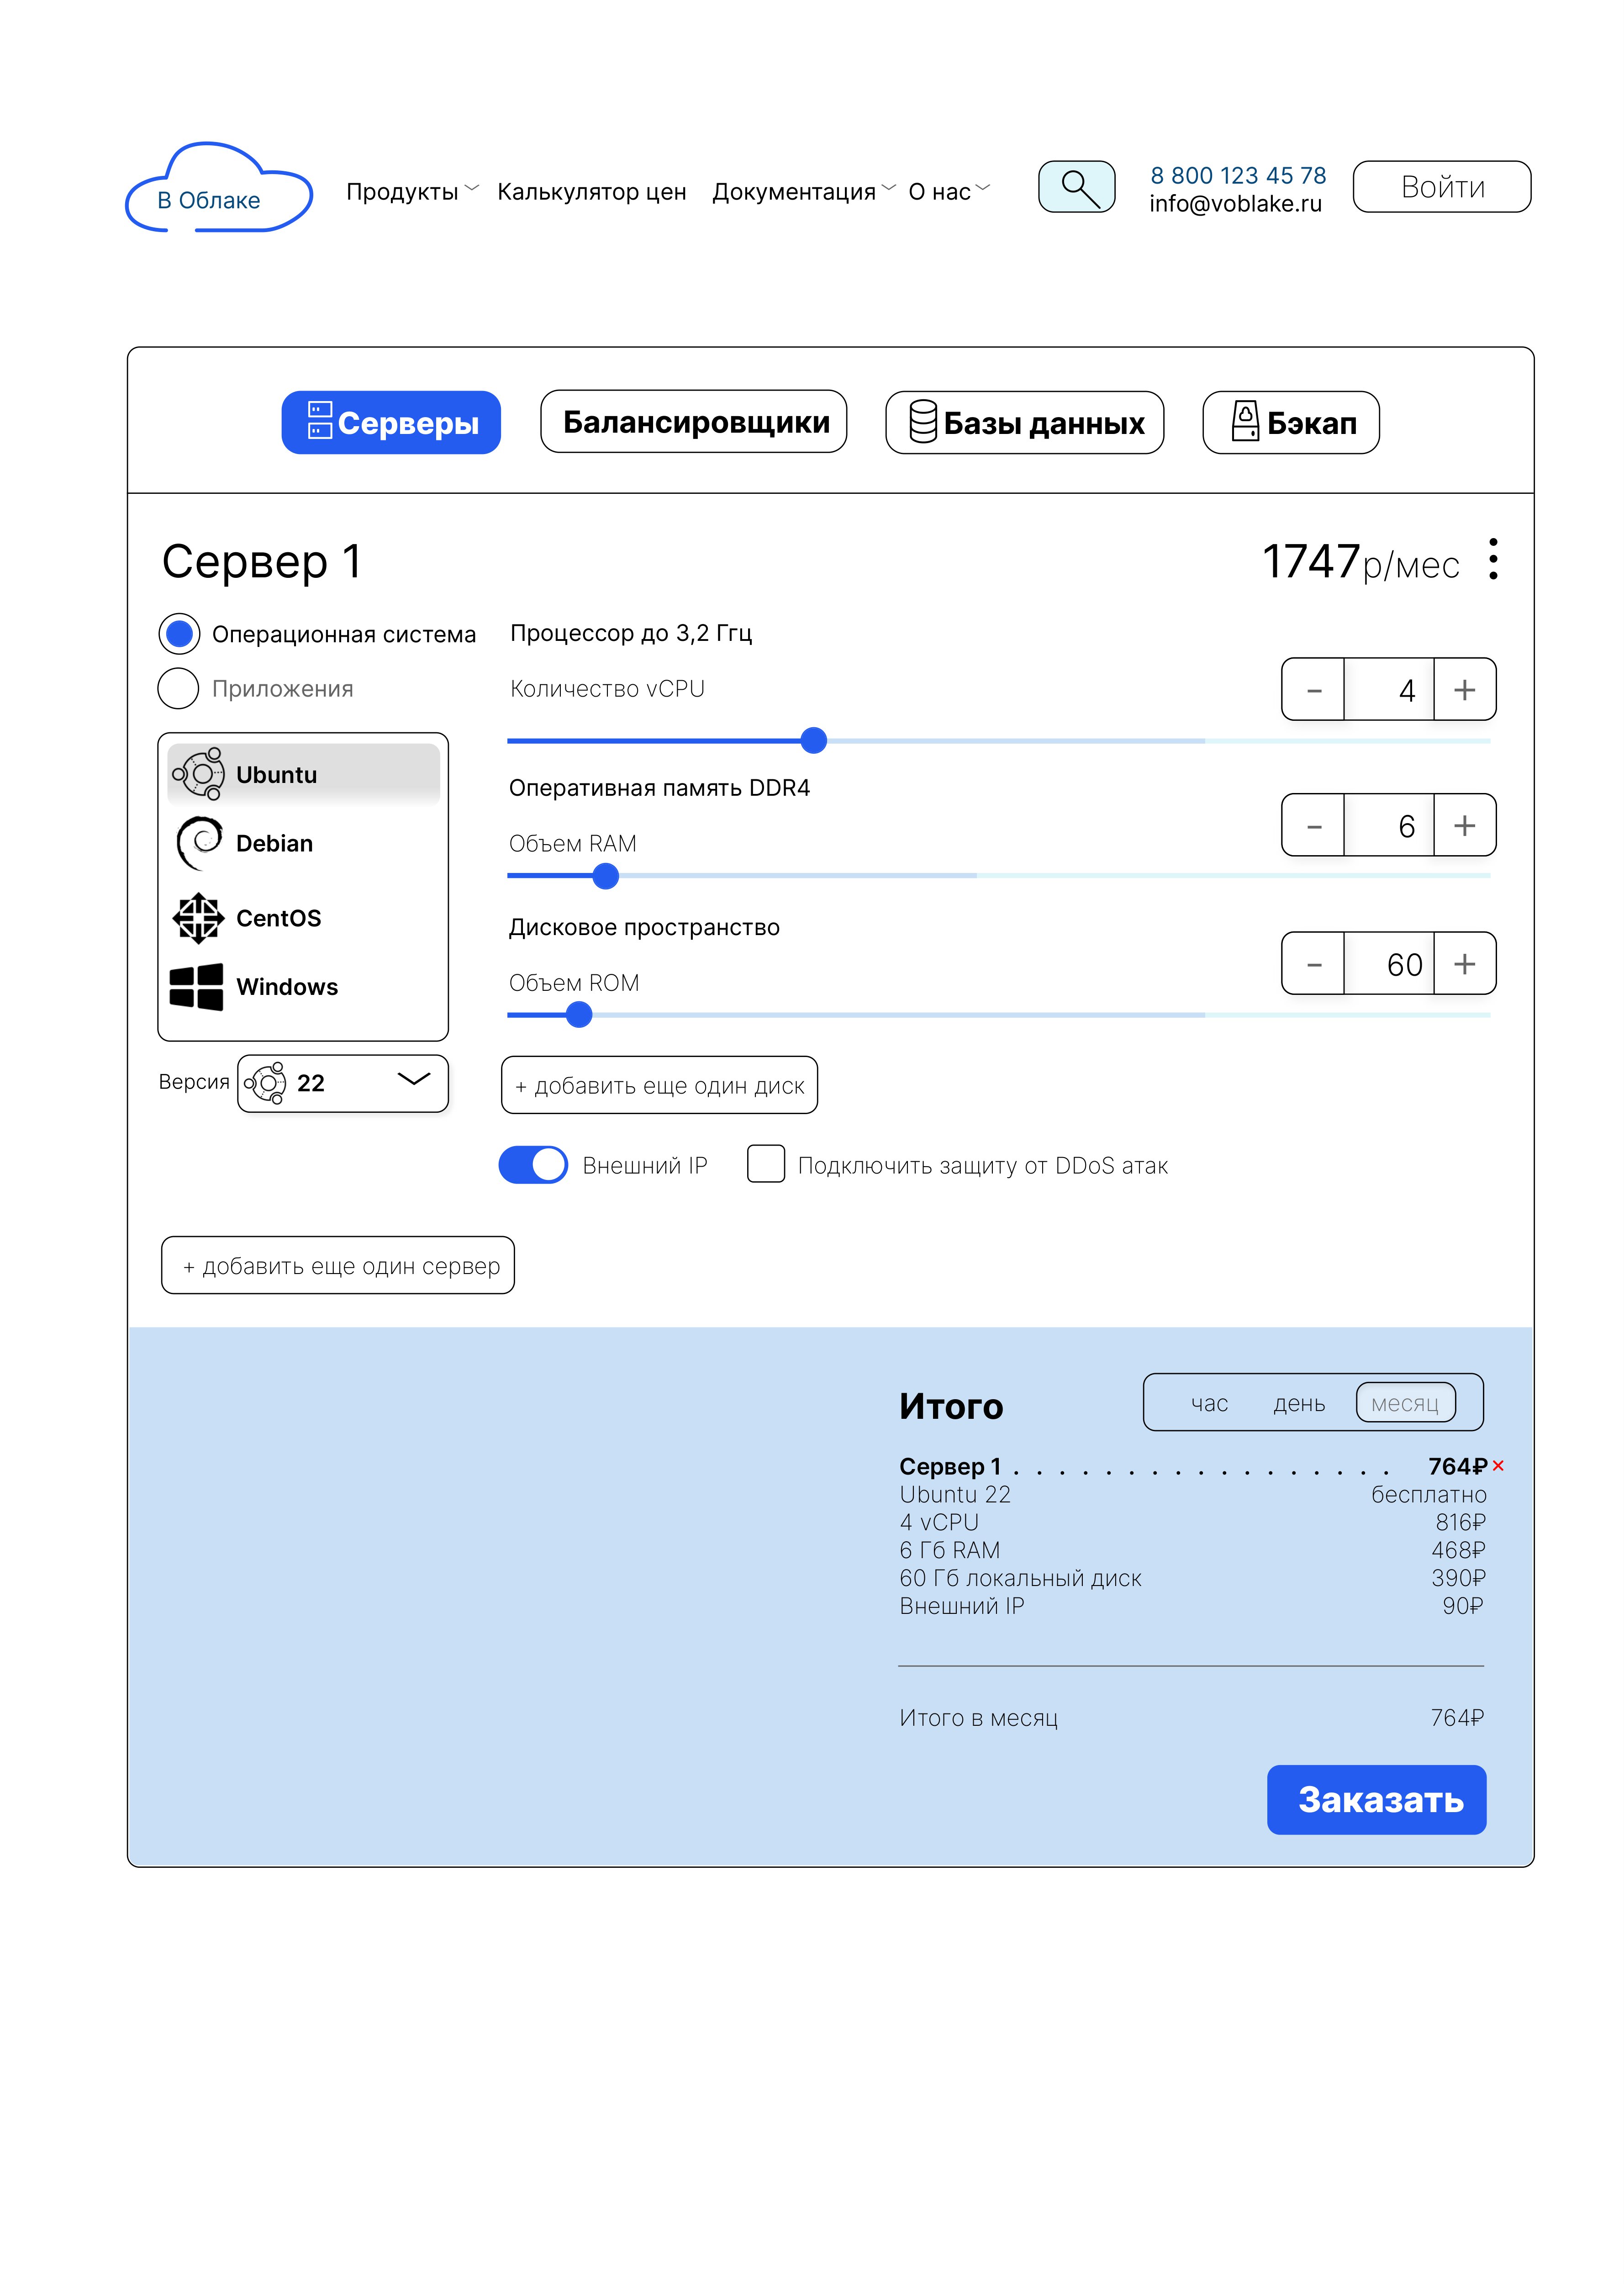 В Облаке
Продукты Калькулятор цен Документация О нас
8 800 123 45 78
info@voblake.ru
Войти
Серверы Балансировщики Базы данных Бэкап
Сервер 1 1747р/мес
Операционная система
Приложения
Ubuntu
Debian
CentOS
Windows
Версия 22
Процессор до 3,2 Ггц
Количество vCPU - 4 +
Оперативная память DDR4
Объем RAM - 6 +
Дисковое пространство
Объем ROM - 60 +
+ добавить еще один диск
Внешний IP Подключить защиту от DDoS атак
+ добавить еще один сервер
Итого час день месяц
Сервер 1 . . . . . . . . . . . . . . . . . 764₽ ×
Ubuntu 22 бесплатно
4 vCPU 816₽
6 Гб RAM 468₽
60 Гб локальный диск 390₽
Внешний IP 90₽
Итого в месяц 764₽
Заказать